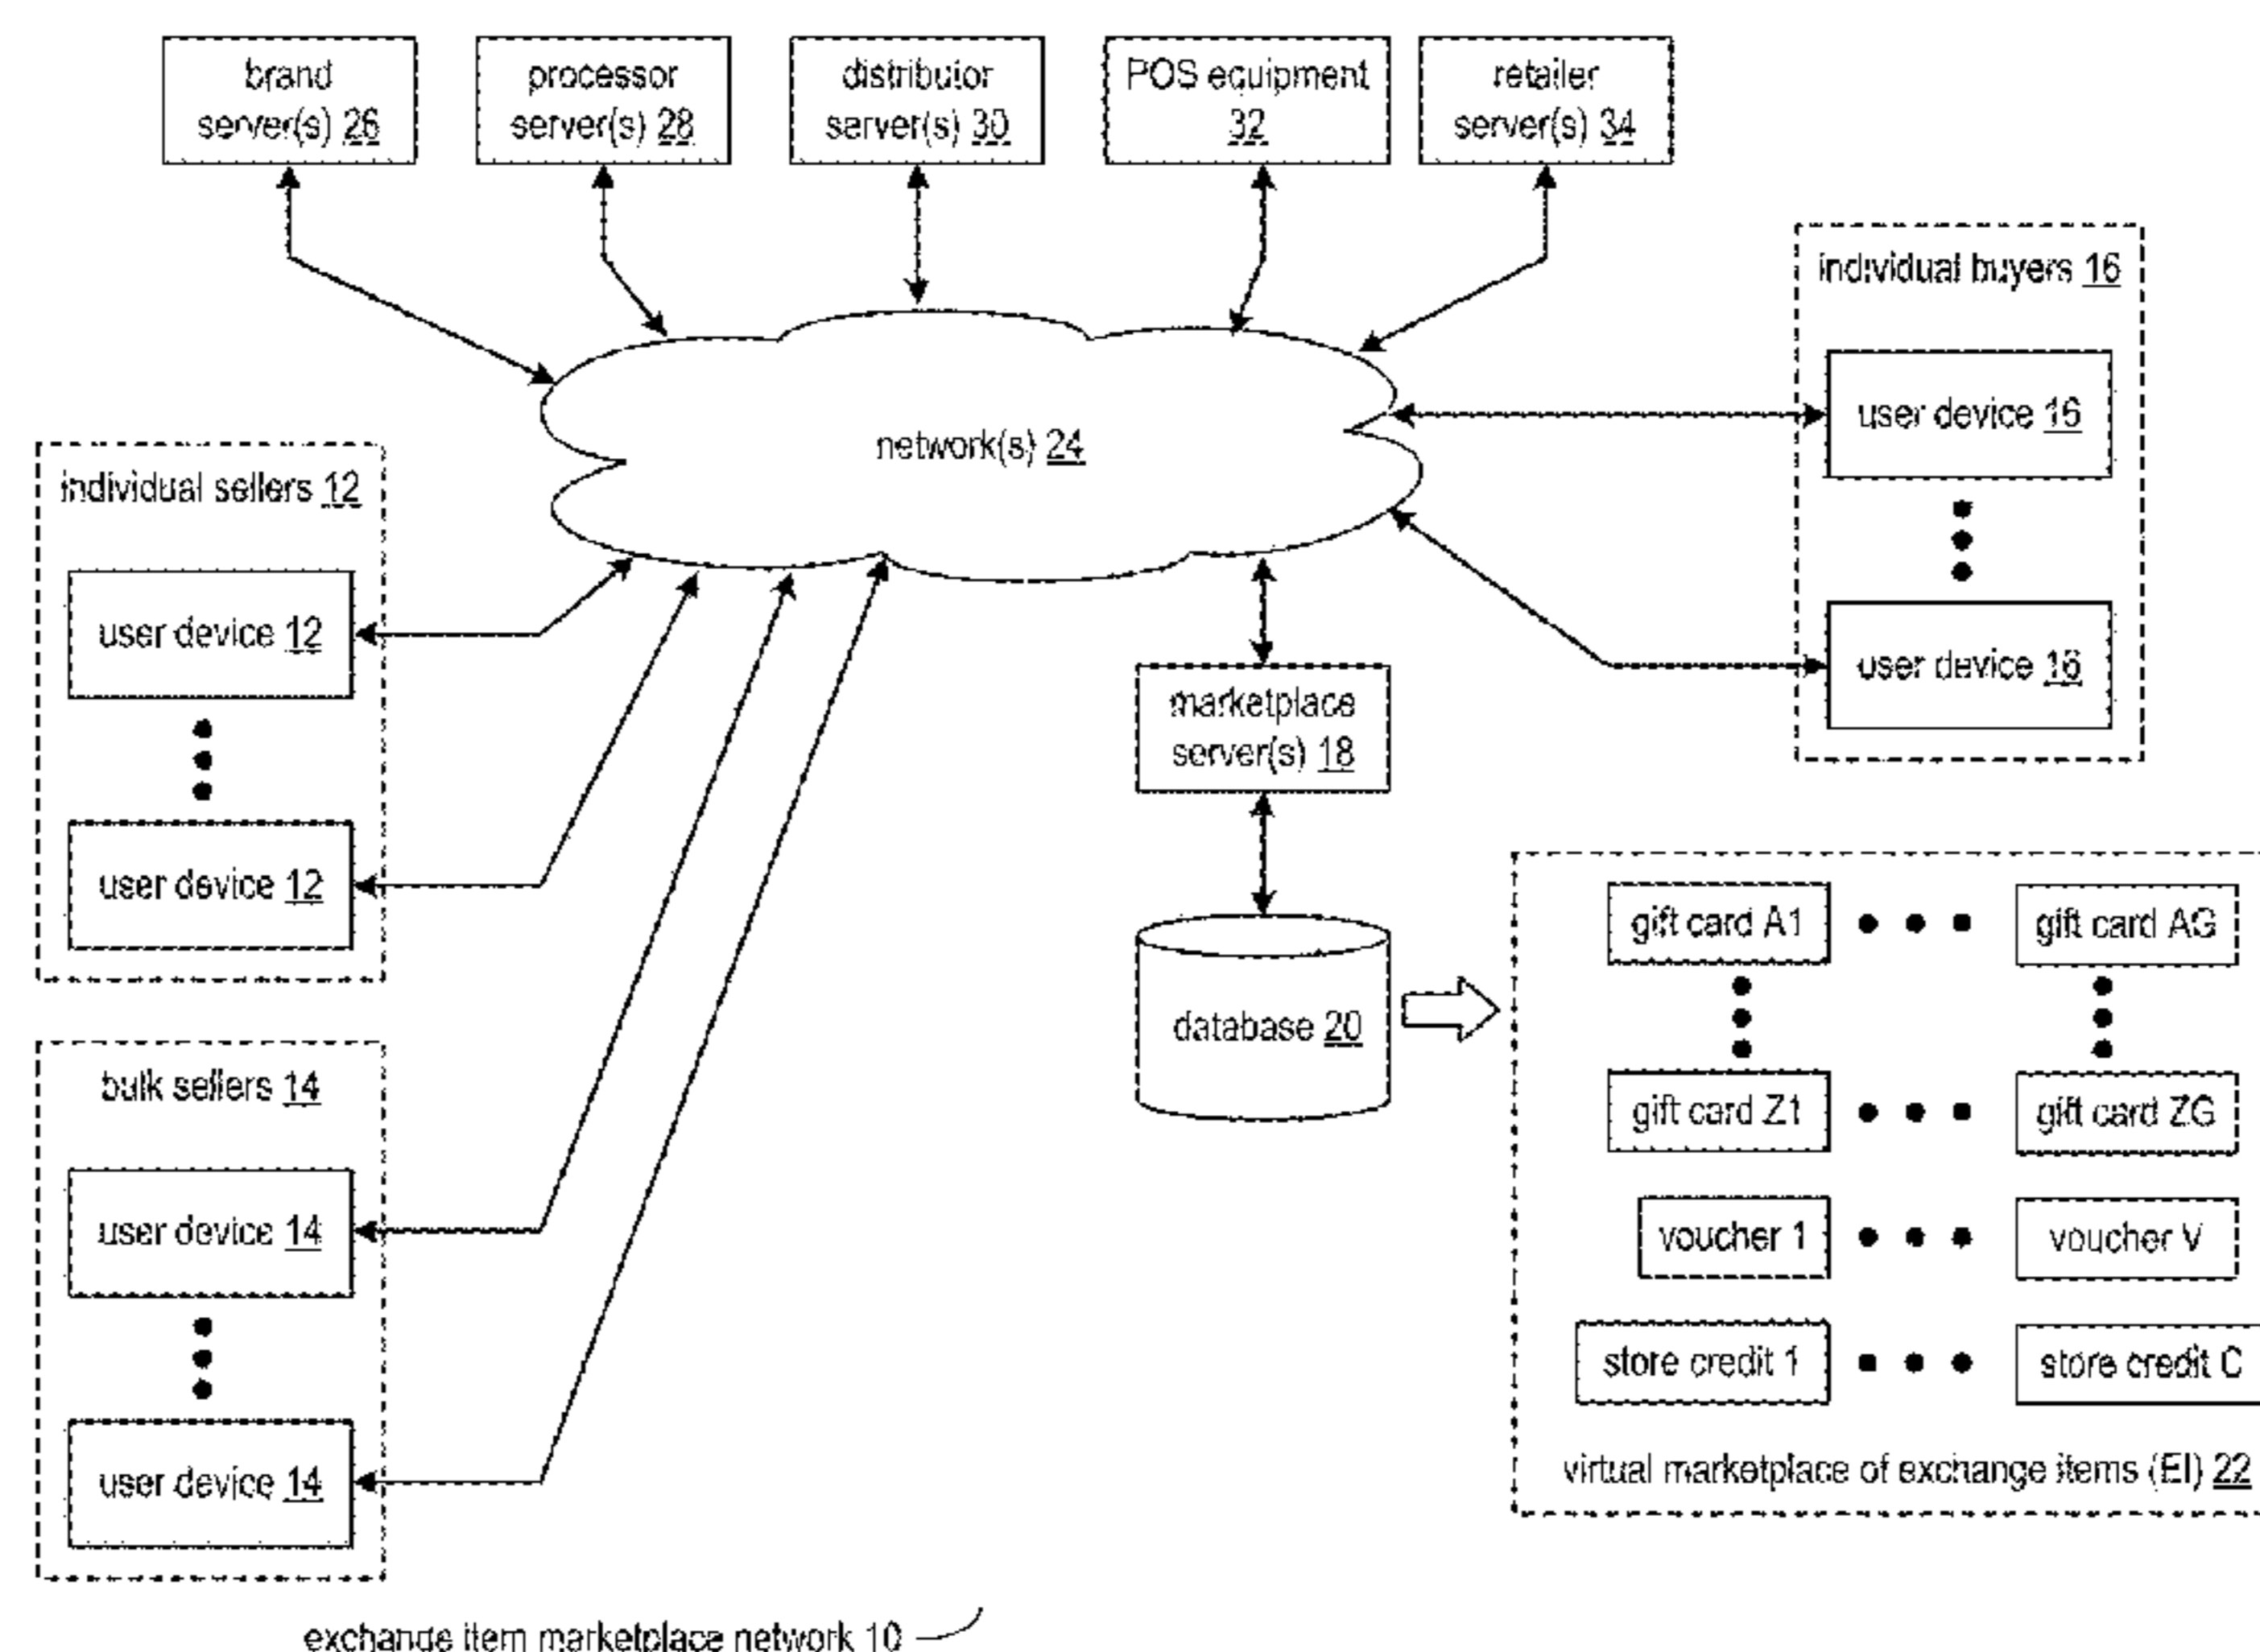 brand
server(s) 26
processor
server(s) 28
distributor
server(s) 30
POS equipment
32
retailer
server(s) 34
individual buyers 16
user device 16
user device 16
network(s) 24
individual sellers 12
user device 12
user device 12
marketplace
server(s) 18
database 20
bulk sellers 14
user device 14
user device 14
gift card A1
gift card AG
gift card Z1
gift card ZG
voucher 1
voucher V
store credit 1
store credit C
virtual marketplace of exchange items (EI) 22
exchange item marketplace network 10